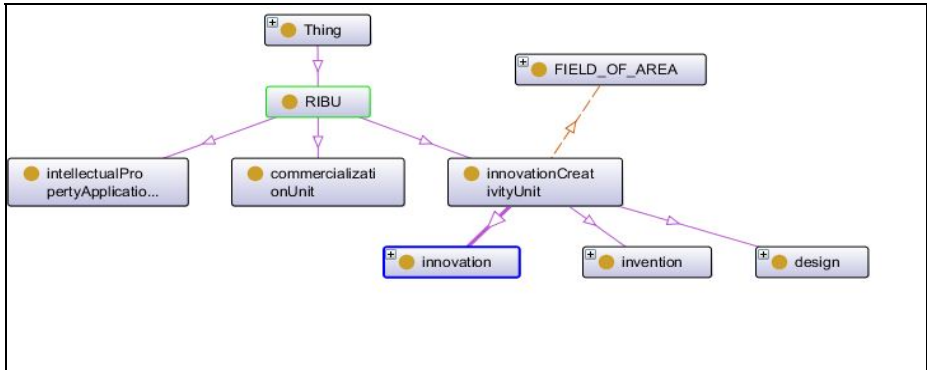 Thing
FIELD_OF_AREA
RIBU
intellectualPro
pertyApplicatio...
commercializati
onUnit
innovationCreat
ivityUnit
innovation
invention
design